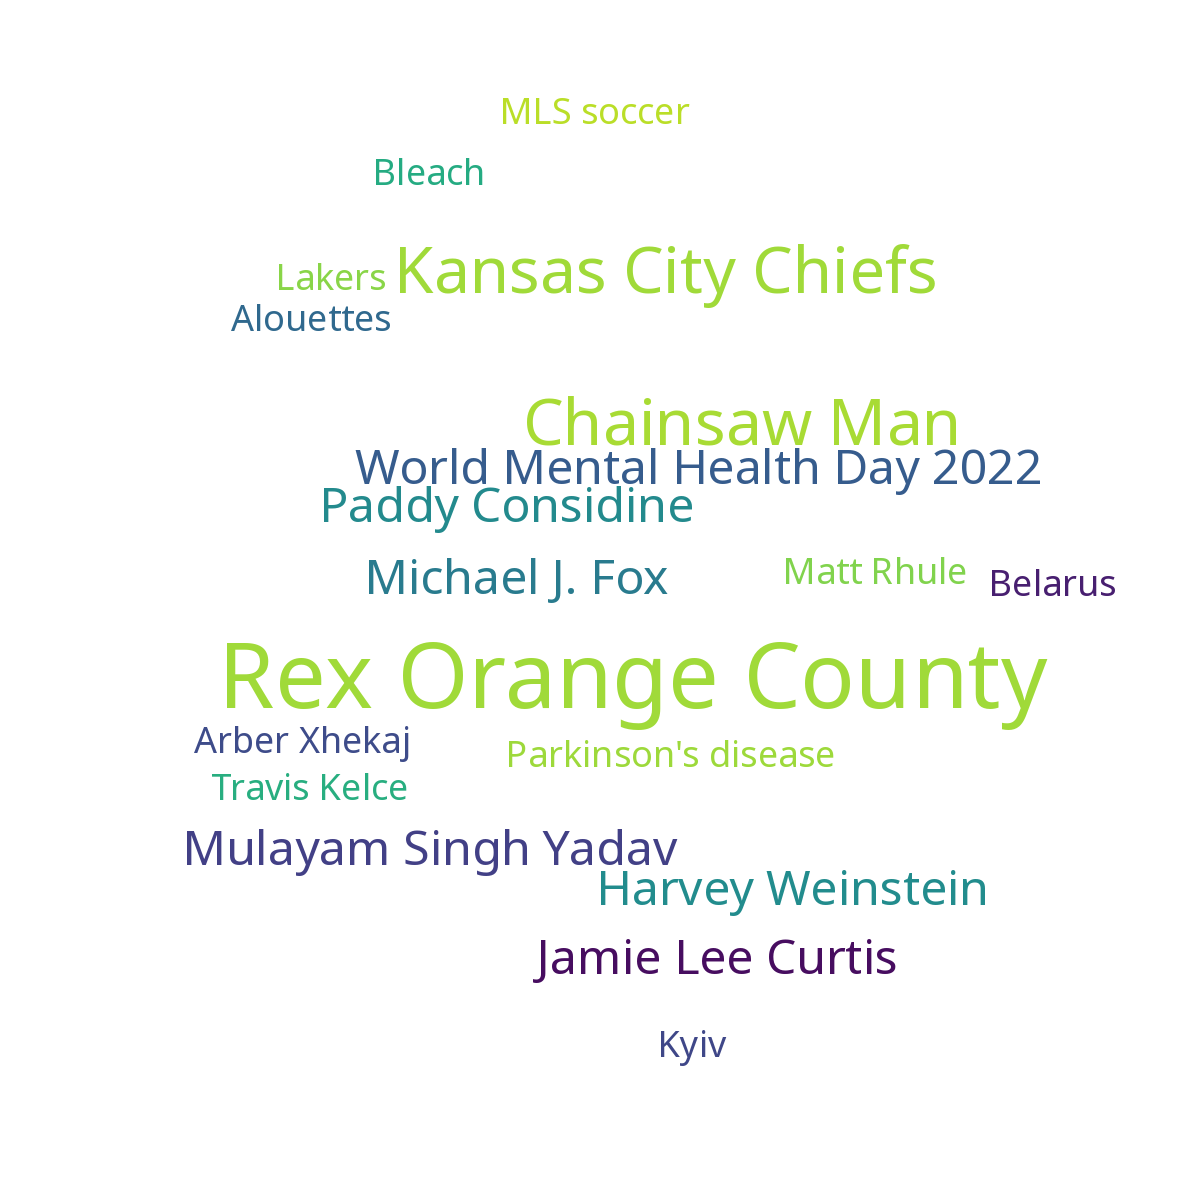 MLS soccer
Bleach
Kansas City Chiefs
Lakers
Alouettes
Chainsaw Man
World Mental Health Day 2022
Paddy Considine
Michael J. Fox
Matt Rhule
Belarus
Rex Orange County
Arber Xhekaj
Parkinson's disease
Travis Kelce
Mulayam Singh Yadav
Harvey Weinstein
Jamie Lee Curtis
Kyiv